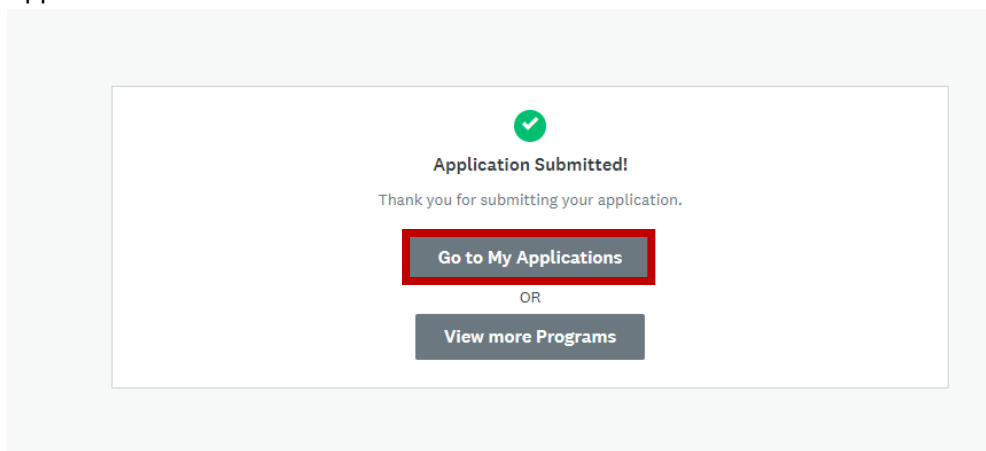 Application Submitted!
Thank you for submitting your application.
Go to My Applications
OR
View more Programs